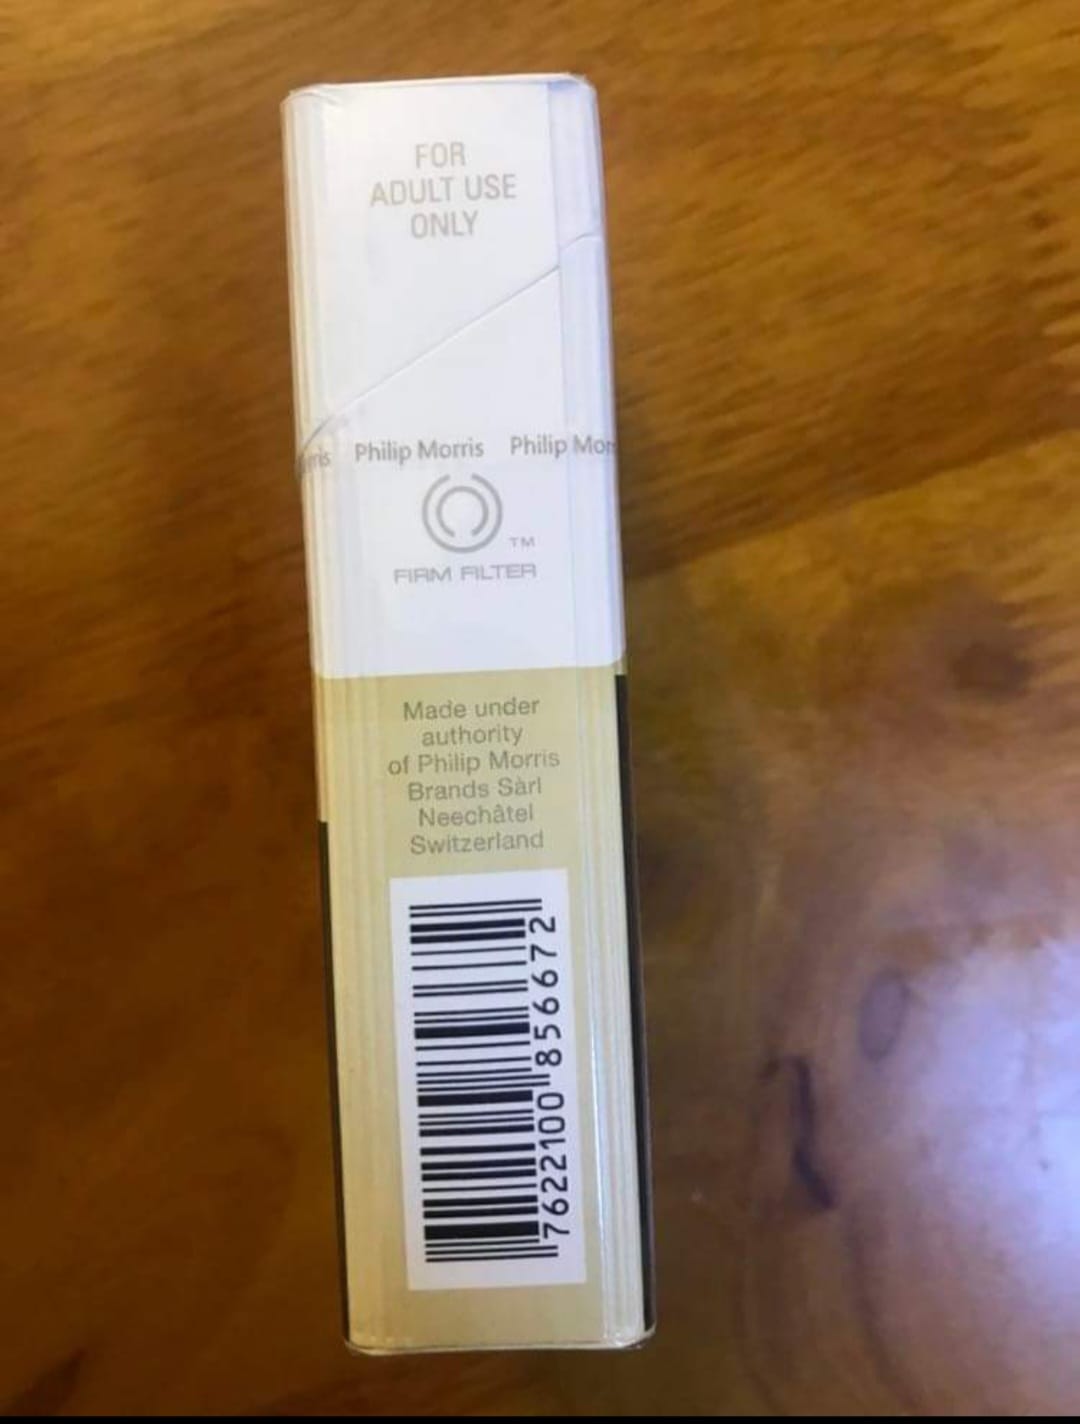 FOR
ADULT USE
ONLY
Philip Morris Philip Mor
TM
FIRM FILTER
Made under
authority
of Philip Morris
Brands Sàrl
Neechâtel
Switzerland
7622100 856672